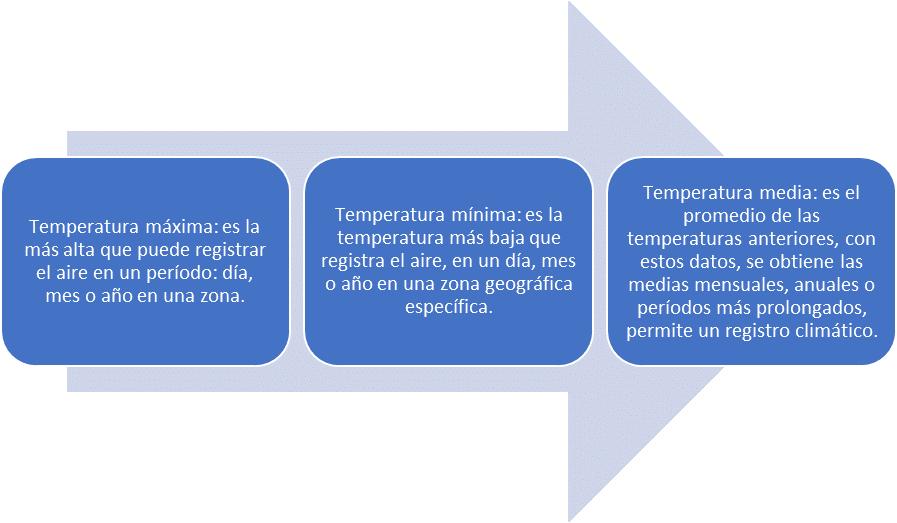 Temperatura máxima: es la
más alta que puede registrar
el aire en un período: día,
mes o año en una zona.
Temperatura mínima: es la
temperatura más baja que
registra el aire, en un día, mes
o año en una zona geográfica
específica.
Temperatura media: es el
promedio de las
temperaturas anteriores, con
estos datos, se obtiene las
medias mensuales, anuales o
períodos más prolongados,
permite un registro climático.